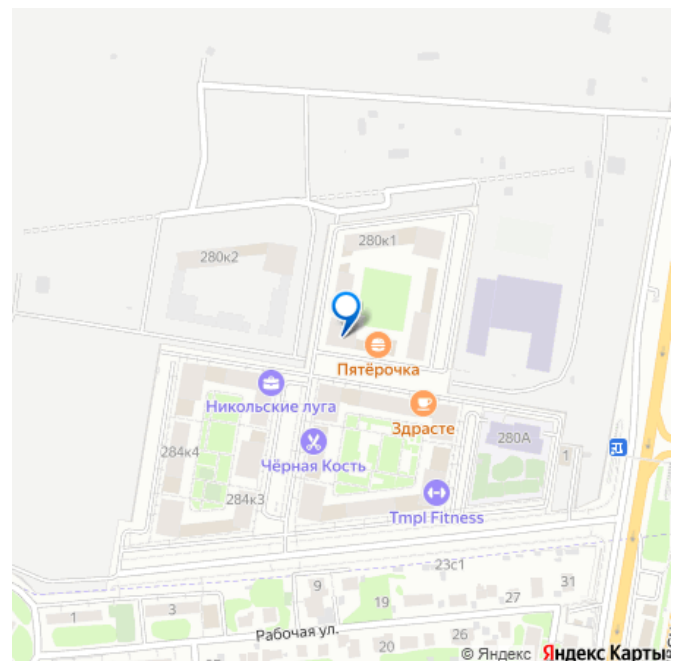 280к1
280к2
Пятёрочка
Никольские луга
Здрасте
280А
284к4
Чёрная Кость
1
284к3
Tmpl Fitness
23с1
9
31
1
3
19
27
Рабочая ул.
26
20
© Яндекс Яндекс Карты